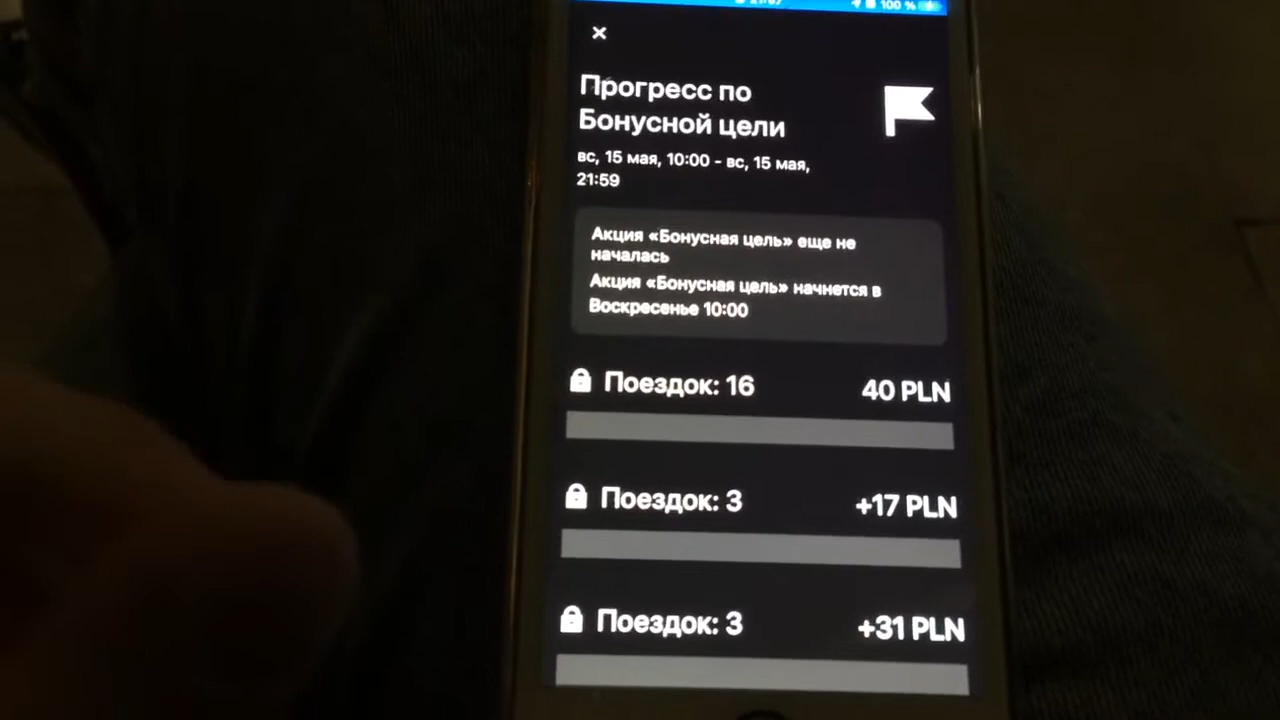 100 %
Прогресс по
Бонусной цели
вс, 15 мая, 10:00 - вс, 15 мая,
21:59
Акция «Бонусная цель» еще не
началась
Акция «Бонусная цель» начнется в
Воскресенье 10:00
Поездок: 16 40 PLN
Поездок: 3 +17 PLN
Поездок: 3 +31 PLN